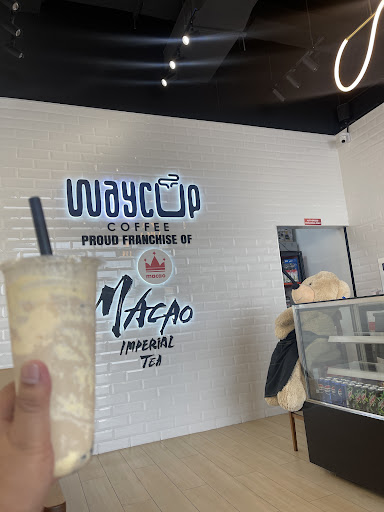 waycup
COFFEE
PROUD FRANCHISE OF
macao
MACAO
IMPERIAL
TEA